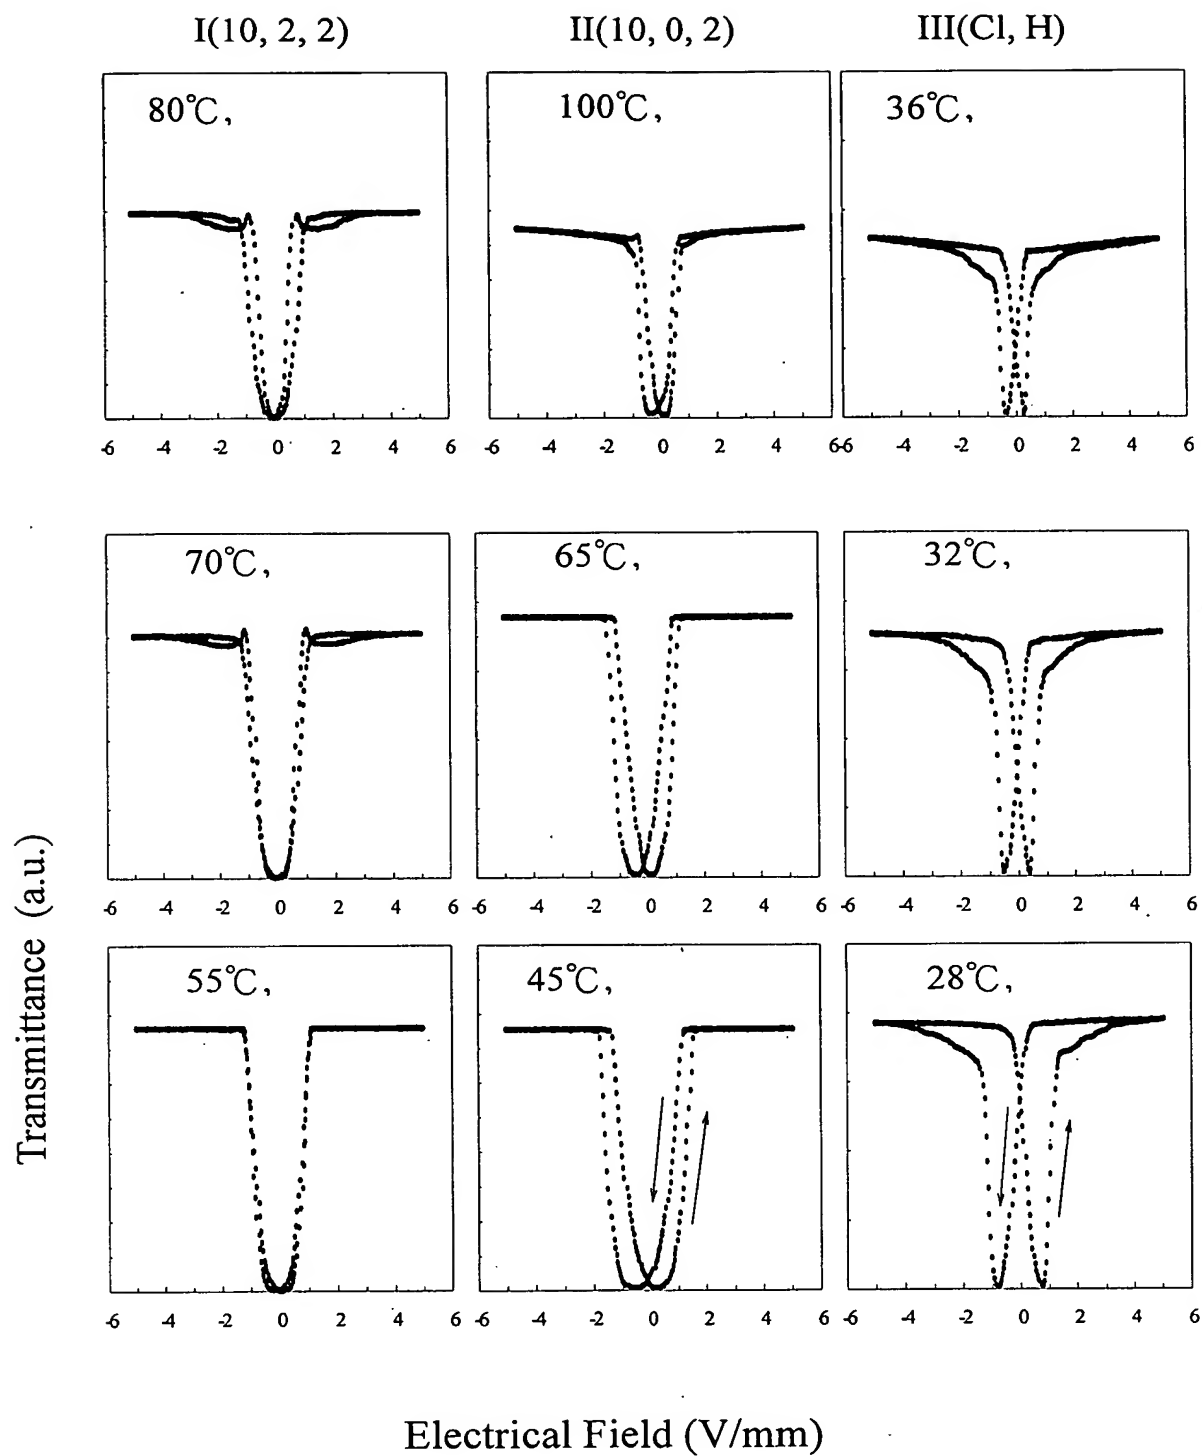 I(10, 2, 2) II(10, 0, 2) III(Cl, H)
80℃, 100℃, 36℃,
-6 -4 -2 0 2 4 6 -6 -4 -2 0 2 4 6 -6 -4 -2 0 2 4 6
70℃, 65℃, 32℃,
-6 -4 -2 0 2 4 6 -6 -4 -2 0 2 4 6 -6 -4 -2 0 2 4 6
55℃, 45℃, 28℃,
-6 -4 -2 0 2 4 6 -6 -4 -2 0 2 4 6 -6 -4 -2 0 2 4 6
Transmittance (a.u.)
Electrical Field (V/mm)